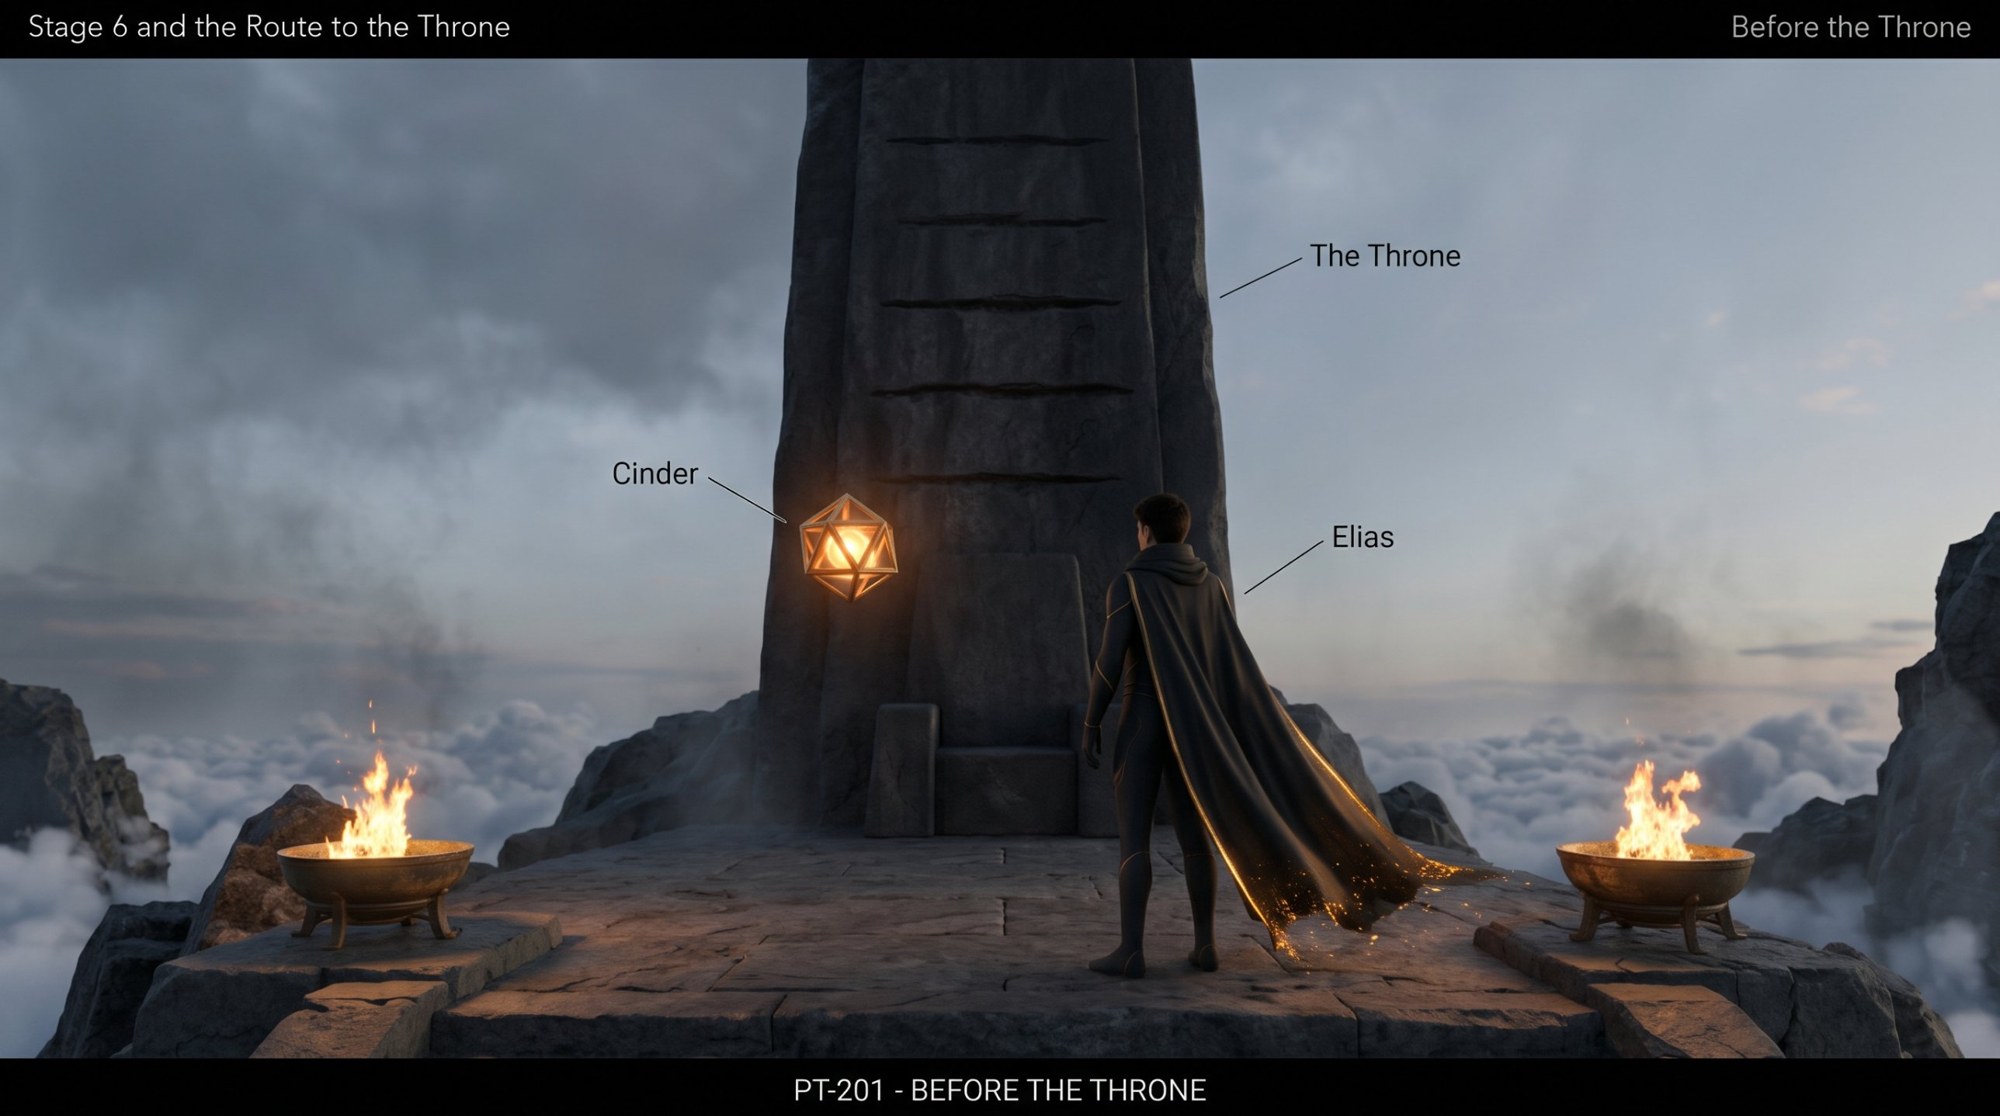 Stage 6 and the Route to the Throne
Before the Throne
The Throne
Cinder
Elias
PT-201 - BEFORE THE THRONE